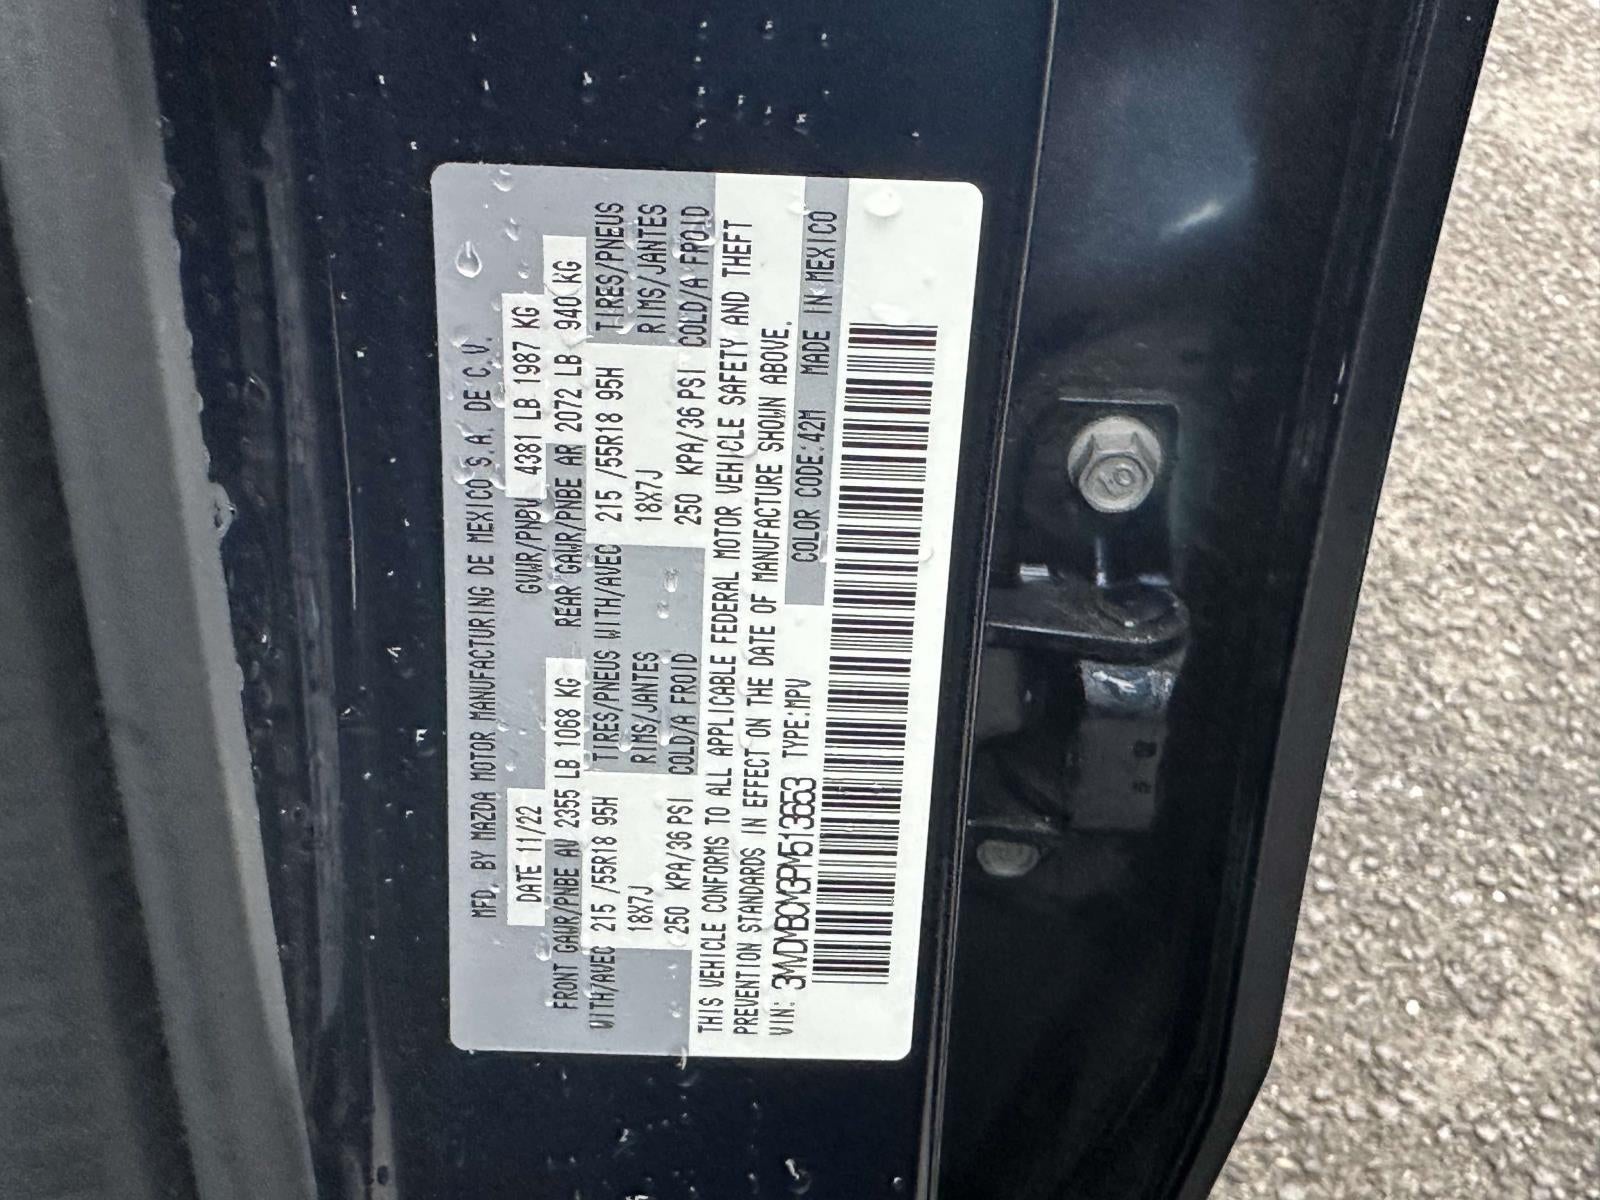 MFD. BY MAZDA MOTOR MANUFACTURING DE MEXICO S.A. DE C.V.
DATE 11/22 GVWR/PNBV 4381 LB 1987 KG
FRONT GAWR/PNBE AV 2355 LB 1068 KG REAR GAWR/PNBE AR 2072 LB 940 KG
WITH/AVEC 215 /55R18 95H TIRES/PNEUS WITH/AVEC 215 /55R18 95H TIRES/PNEUS
18X7J RIMS/JANTES 18X7J RIMS/JANTES
250 KPA/36 PSI COLD/A FROID 250 KPA/36 PSI COLD/A FROID
THIS VEHICLE CONFORMS TO ALL APPLICABLE FEDERAL MOTOR VEHICLE SAFETY AND THEFT
PREVENTION STANDARDS IN EFFECT ON THE DATE OF MANUFACTURE SHOWN ABOVE.
VIN: 3MVDMBCM3PM513653 TYPE:MPV COLOR CODE:42M MADE IN MEXICO